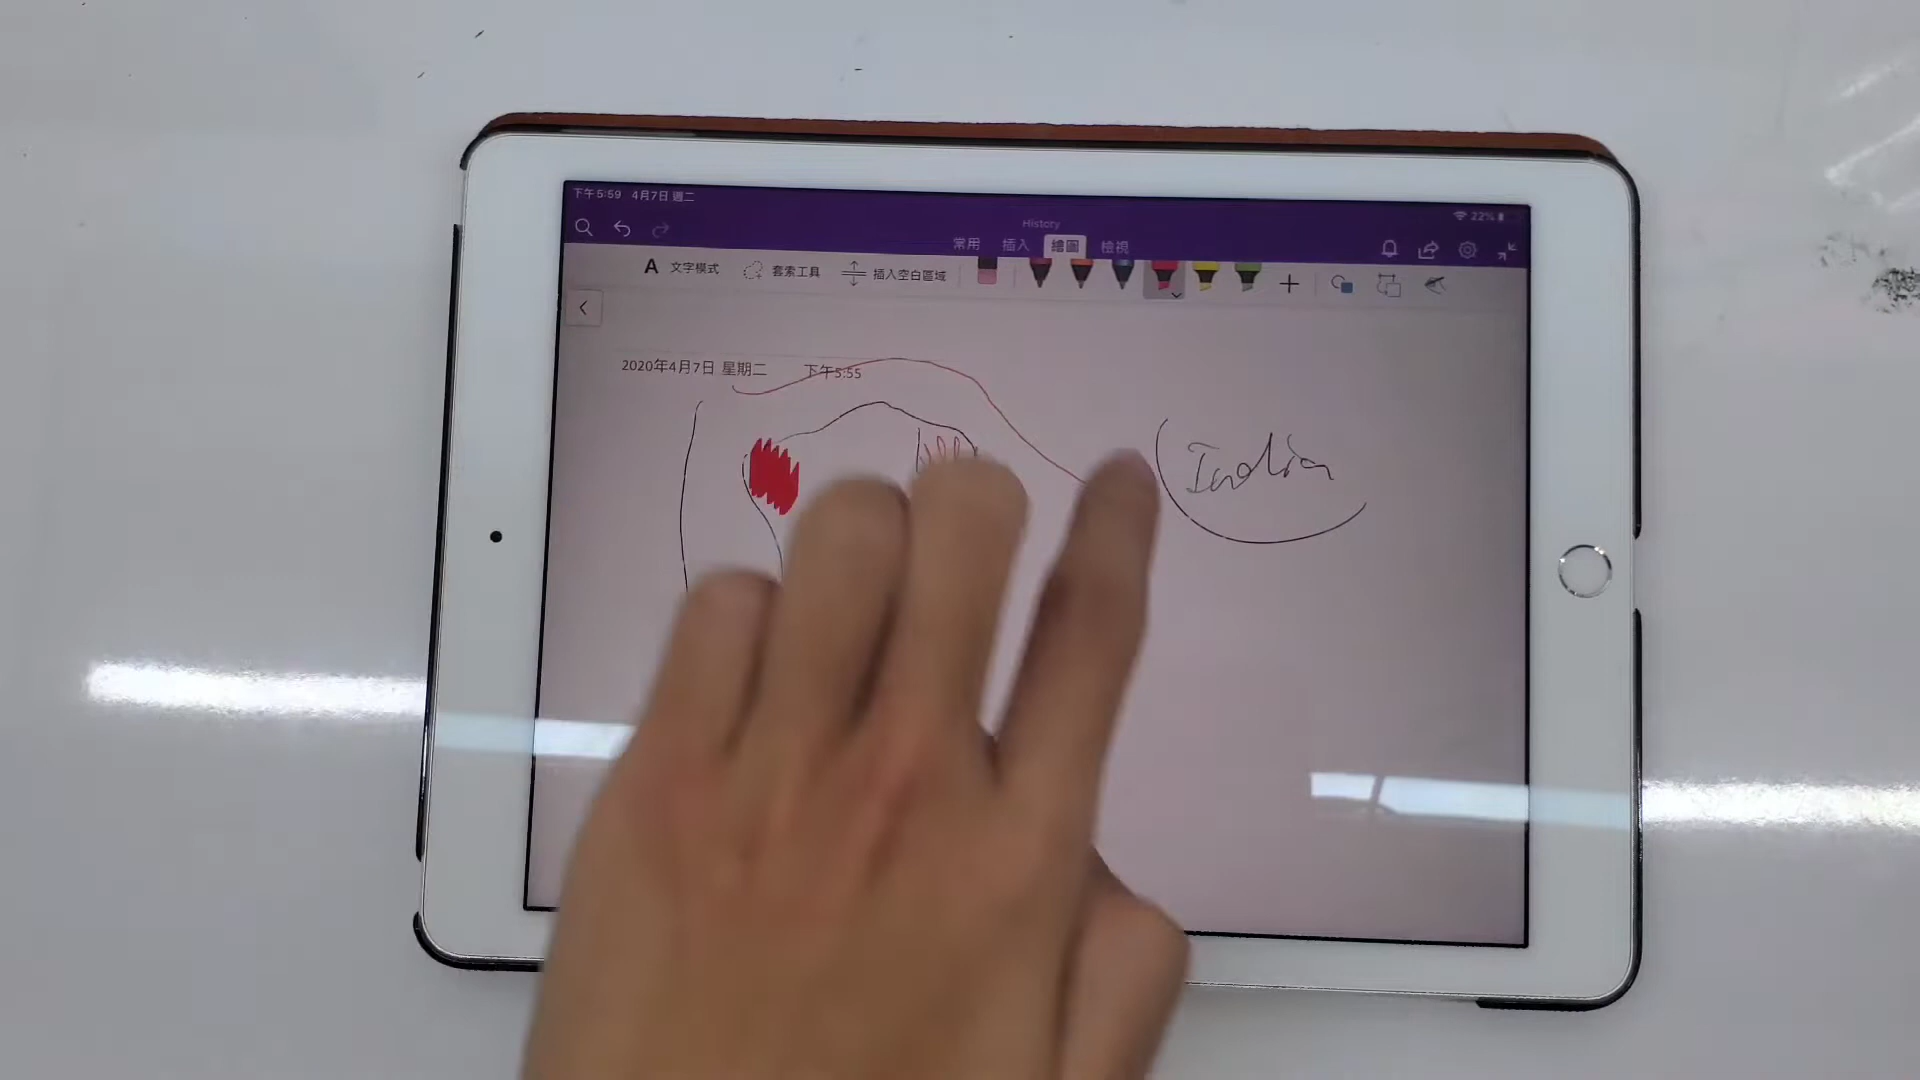 下午5:59 4月7日 週二
22%
History
常用 插入 繪圖 檢視
A 文字模式 套索工具 插入空白區域
2020年4月7日 星期二 下午5:55
India